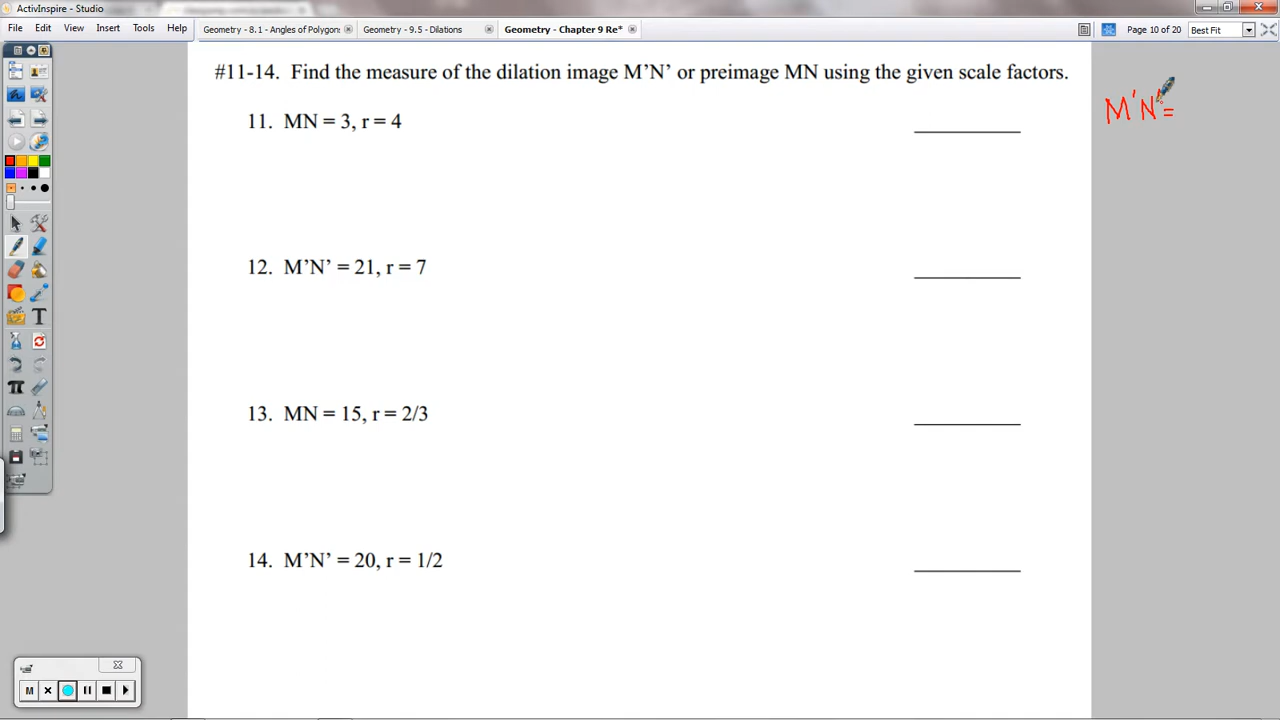 ActivInspire - Studio
File Edit View Insert Tools Help
Geometry - 8.1 - Angles of Polygons
Geometry - 9.5 - Dilations
Geometry - Chapter 9 Re*
Page 10 of 20
Best Fit
#11-14. Find the measure of the dilation image M’N’ or preimage MN using the given scale factors.
M'N'=
11. MN = 3, r = 4
12. M’N’ = 21, r = 7
13. MN = 15, r = 2/3
14. M’N’ = 20, r = 1/2
M